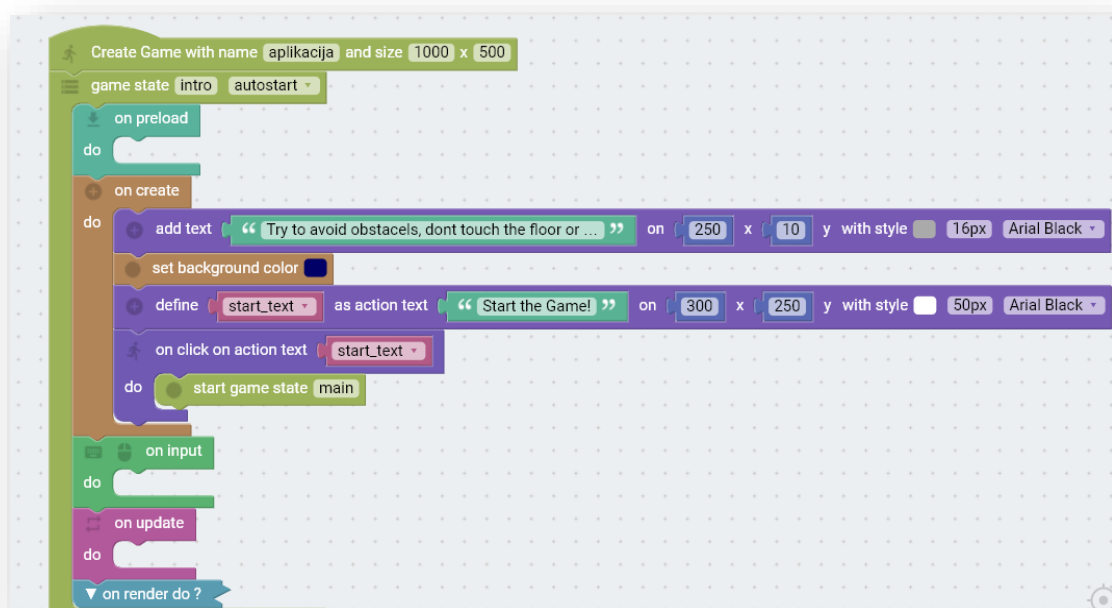 Create Game with name aplikacija and size 1000 x 500
game state intro autostart
on preload
do
on create
do add text “ Try to avoid obstacels, dont touch the floor or ... ” on 250 x 10 y with style 16px Arial Black
set background color
define start_text as action text “ Start the Game! ” on 300 x 250 y with style 50px Arial Black
on click on action text start_text
do start game state main
on input
do
on update
do
on render do ?